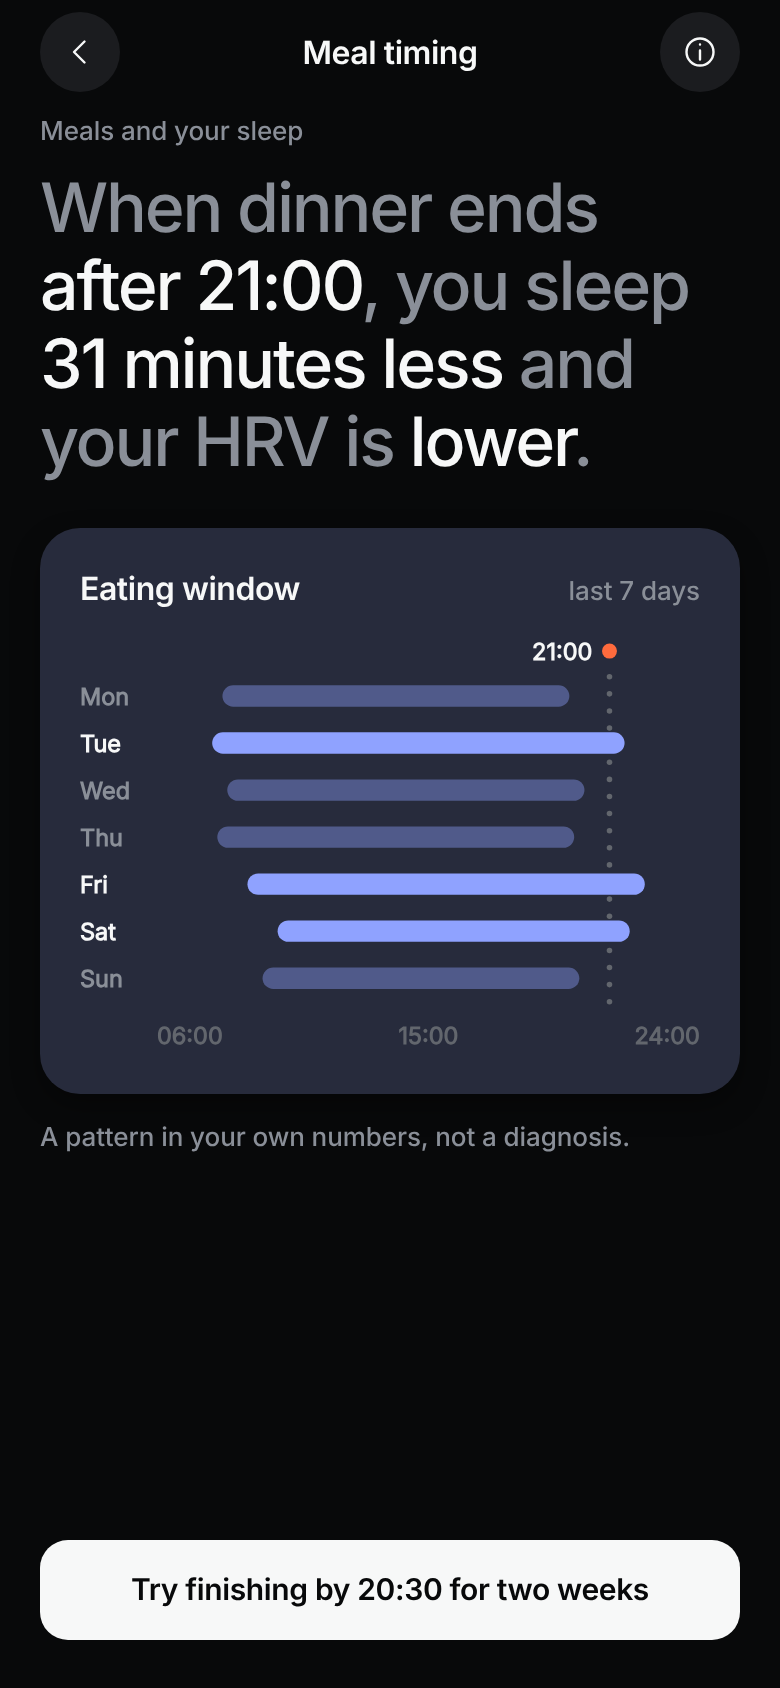 Meal timing
Meals and your sleep
When dinner ends
after 21:00, you sleep
31 minutes less and
your HRV is lower.
Eating window
last 7 days
21:00
Mon
Tue
Wed
Thu
Fri
Sat
Sun
06:00 15:00 24:00
A pattern in your own numbers, not a diagnosis.
Try finishing by 20:30 for two weeks